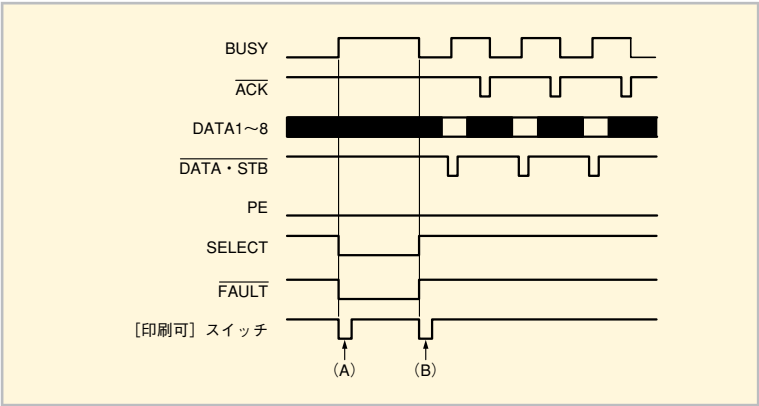 BUSY
ACK
DATA1～8
DATA・STB
PE
SELECT
FAULT
［印刷可］スイッチ
（A）
（B）